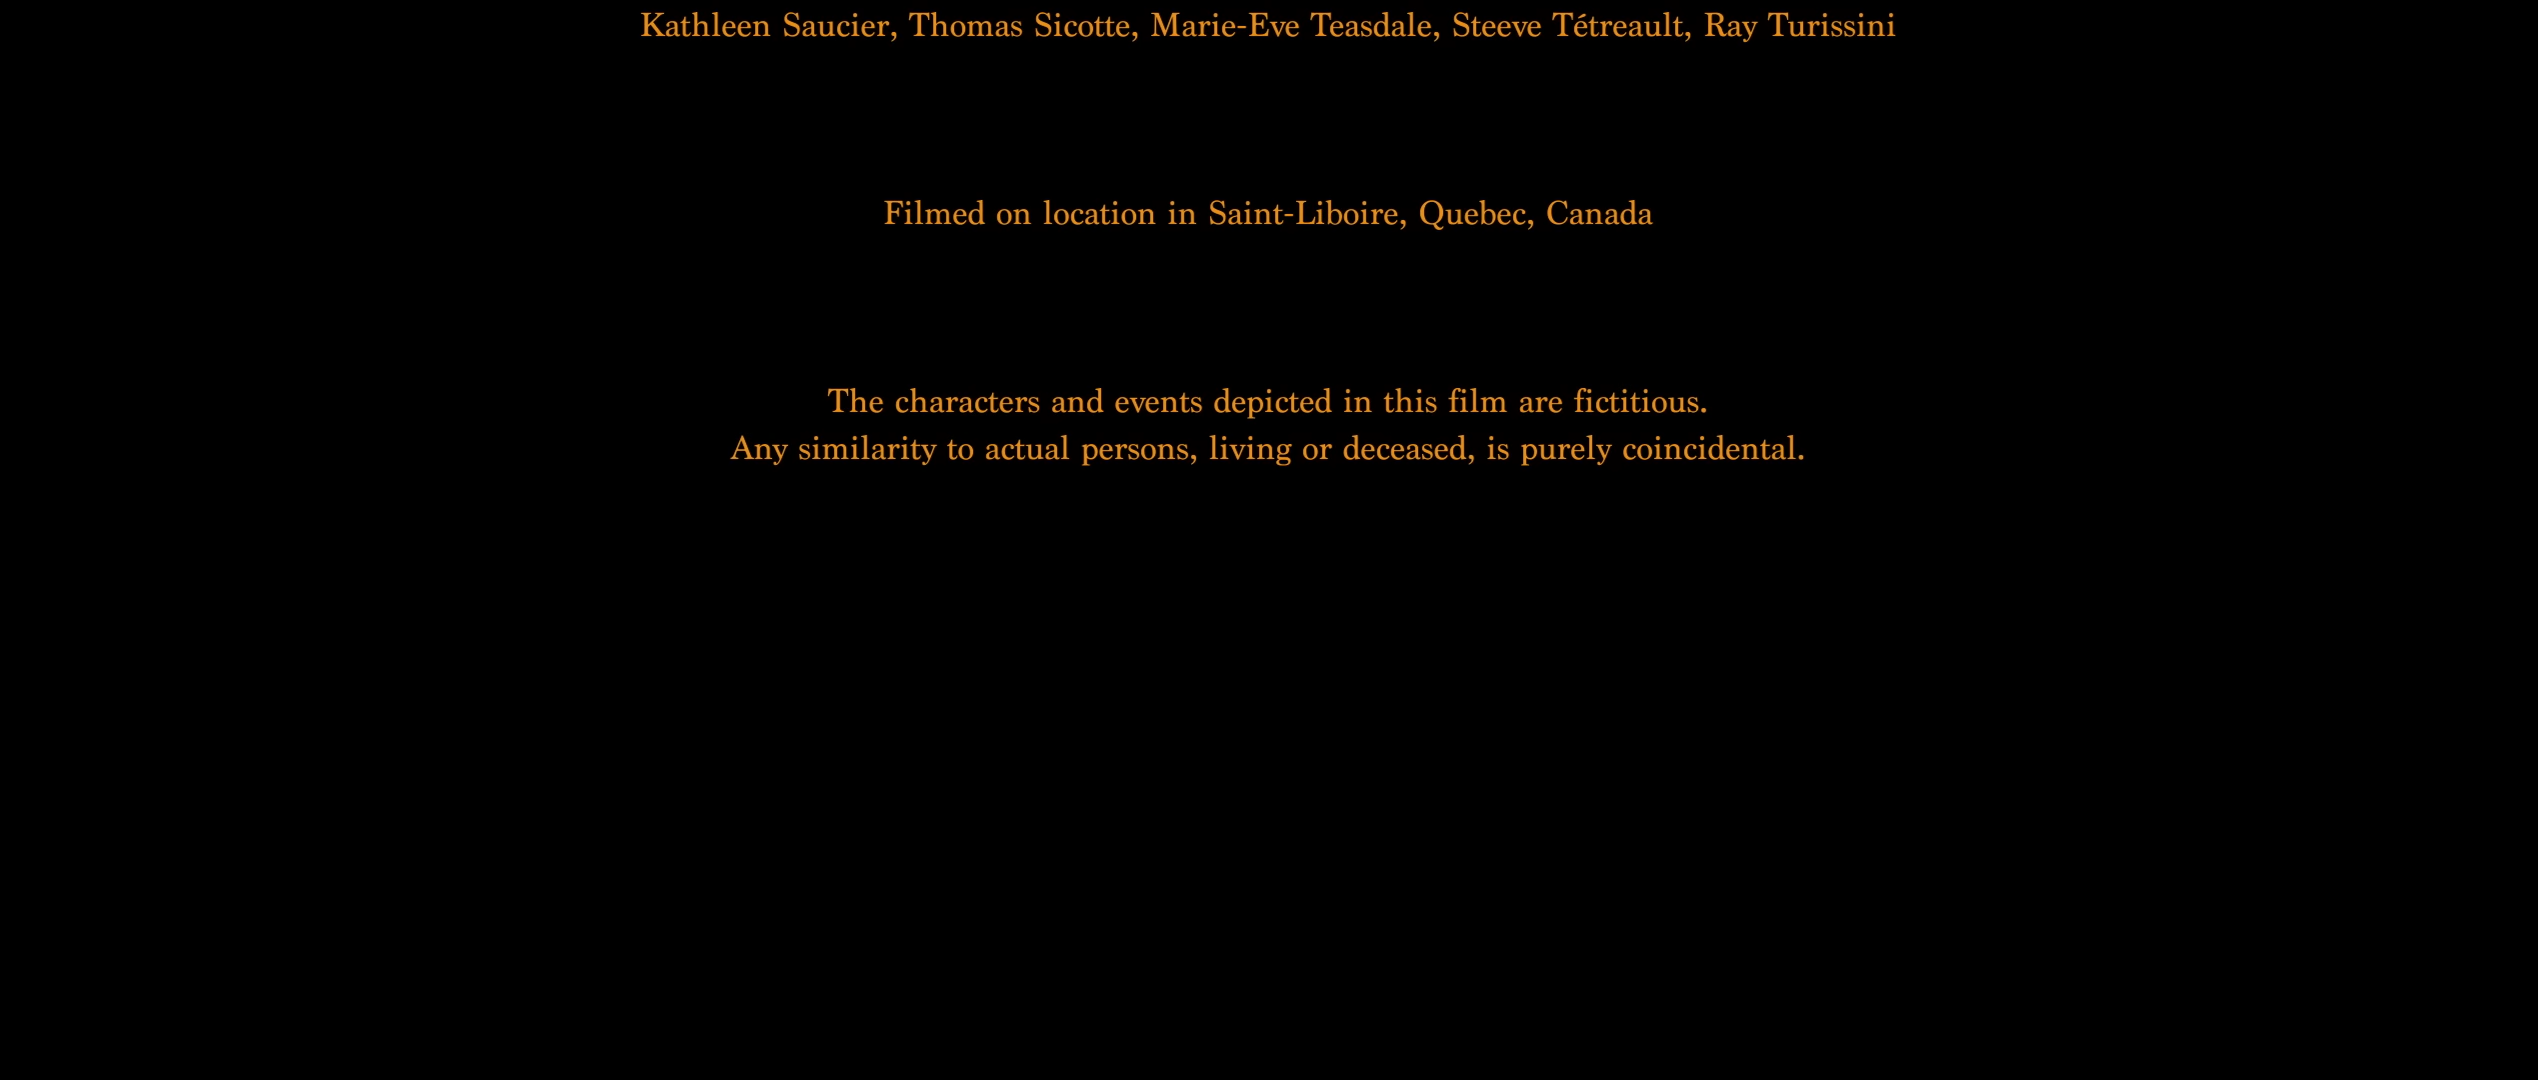 Kathleen Saucier, Thomas Sicotte, Marie-Eve Teasdale, Steeve Tétreault, Ray Turissini
Filmed on location in Saint-Liboire, Quebec, Canada
The characters and events depicted in this film are fictitious.
Any similarity to actual persons, living or deceased, is purely coincidental.